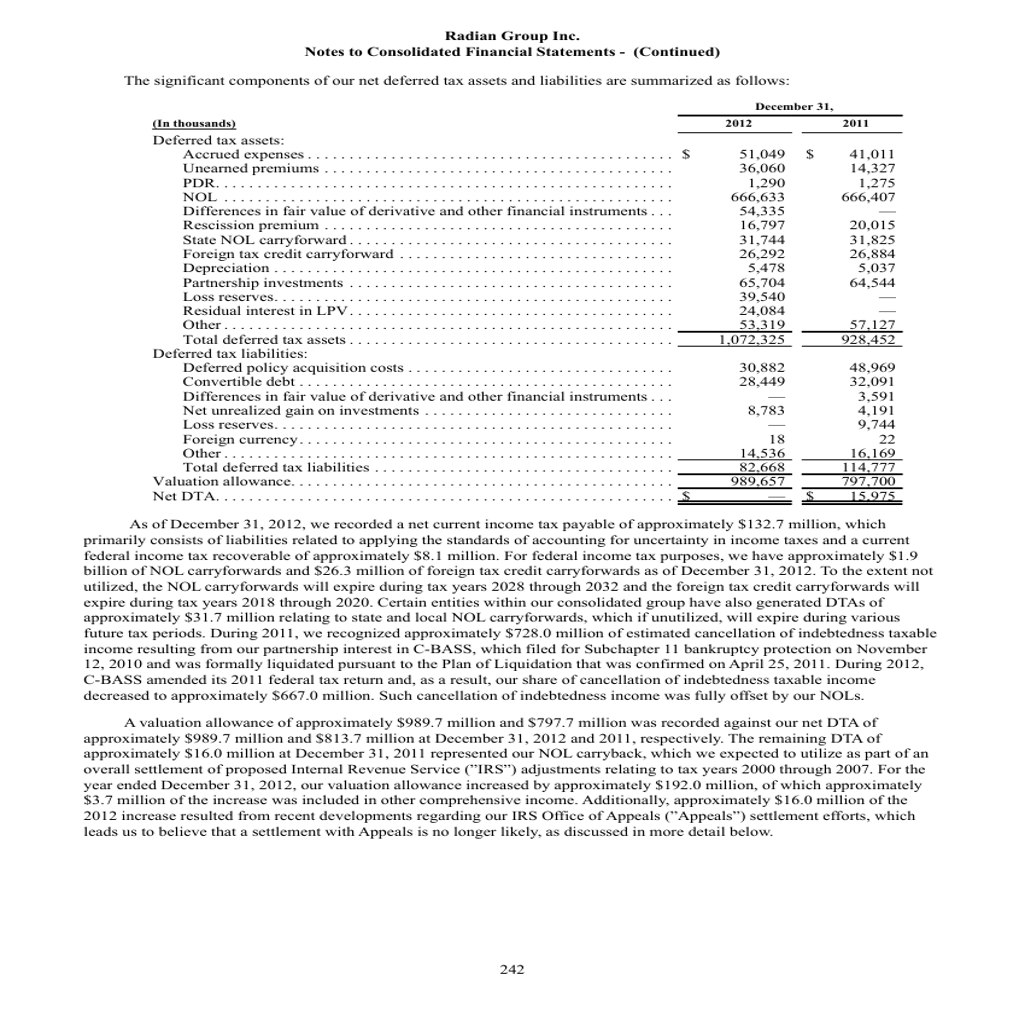 Radian Group Inc.
Notes to Consolidated Financial Statements - (Continued)
The significant components of our net deferred tax assets and liabilities are summarized as follows:
December 31,
(In thousands) 2012 2011
Deferred tax assets:
Accrued expenses . . . . . . . . . . . . . . . . . . . . $ 51,049 $ 41,011
Unearned premiums . . . . . . . . . . . . . . . . . . . . 36,060 14,327
PDR. . . . . . . . . . . . . . . . . . . . 1,290 1,275
NOL . . . . . . . . . . . . . . . . . . . . 666,633 666,407
Differences in fair value of derivative and other financial instruments . . . 54,335 —
Rescission premium . . . . . . . . . . . . . . . . . . . . 16,797 20,015
State NOL carryforward . . . . . . . . . . . . . . . . . . . . 31,744 31,825
Foreign tax credit carryforward . . . . . . . . . . . . . . . . . . . . 26,292 26,884
Depreciation . . . . . . . . . . . . . . . . . . . . 5,478 5,037
Partnership investments . . . . . . . . . . . . . . . . . . . . 65,704 64,544
Loss reserves. . . . . . . . . . . . . . . . . . . . 39,540 —
Residual interest in LPV. . . . . . . . . . . . . . . . . . . . 24,084 —
Other . . . . . . . . . . . . . . . . . . . . 53,319 57,127
Total deferred tax assets . . . . . . . . . . . . . . . . . . . . 1,072,325 928,452
Deferred tax liabilities:
Deferred policy acquisition costs . . . . . . . . . . . . . . . . . . . . 30,882 48,969
Convertible debt . . . . . . . . . . . . . . . . . . . . 28,449 32,091
Differences in fair value of derivative and other financial instruments . . . — 3,591
Net unrealized gain on investments . . . . . . . . . . . . . . . . . . . . 8,783 4,191
Loss reserves. . . . . . . . . . . . . . . . . . . . — 9,744
Foreign currency. . . . . . . . . . . . . . . . . . . . 18 22
Other . . . . . . . . . . . . . . . . . . . . 14,536 16,169
Total deferred tax liabilities . . . . . . . . . . . . . . . . . . . . 82,668 114,777
Valuation allowance. . . . . . . . . . . . . . . . . . . . 989,657 797,700
Net DTA. . . . . . . . . . . . . . . . . . . . $ — $ 15,975
As of December 31, 2012, we recorded a net current income tax payable of approximately $132.7 million, which
primarily consists of liabilities related to applying the standards of accounting for uncertainty in income taxes and a current
federal income tax recoverable of approximately $8.1 million. For federal income tax purposes, we have approximately $1.9
billion of NOL carryforwards and $26.3 million of foreign tax credit carryforwards as of December 31, 2012. To the extent not
utilized, the NOL carryforwards will expire during tax years 2028 through 2032 and the foreign tax credit carryforwards will
expire during tax years 2018 through 2020. Certain entities within our consolidated group have also generated DTAs of
approximately $31.7 million relating to state and local NOL carryforwards, which if unutilized, will expire during various
future tax periods. During 2011, we recognized approximately $728.0 million of estimated cancellation of indebtedness taxable
income resulting from our partnership interest in C-BASS, which filed for Subchapter 11 bankruptcy protection on November
12, 2010 and was formally liquidated pursuant to the Plan of Liquidation that was confirmed on April 25, 2011. During 2012,
C-BASS amended its 2011 federal tax return and, as a result, our share of cancellation of indebtedness taxable income
decreased to approximately $667.0 million. Such cancellation of indebtedness income was fully offset by our NOLs.
A valuation allowance of approximately $989.7 million and $797.7 million was recorded against our net DTA of
approximately $989.7 million and $813.7 million at December 31, 2012 and 2011, respectively. The remaining DTA of
approximately $16.0 million at December 31, 2011 represented our NOL carryback, which we expected to utilize as part of an
overall settlement of proposed Internal Revenue Service (”IRS”) adjustments relating to tax years 2000 through 2007. For the
year ended December 31, 2012, our valuation allowance increased by approximately $192.0 million, of which approximately
$3.7 million of the increase was included in other comprehensive income. Additionally, approximately $16.0 million of the
2012 increase resulted from recent developments regarding our IRS Office of Appeals (”Appeals”) settlement efforts, which
leads us to believe that a settlement with Appeals is no longer likely, as discussed in more detail below.
242